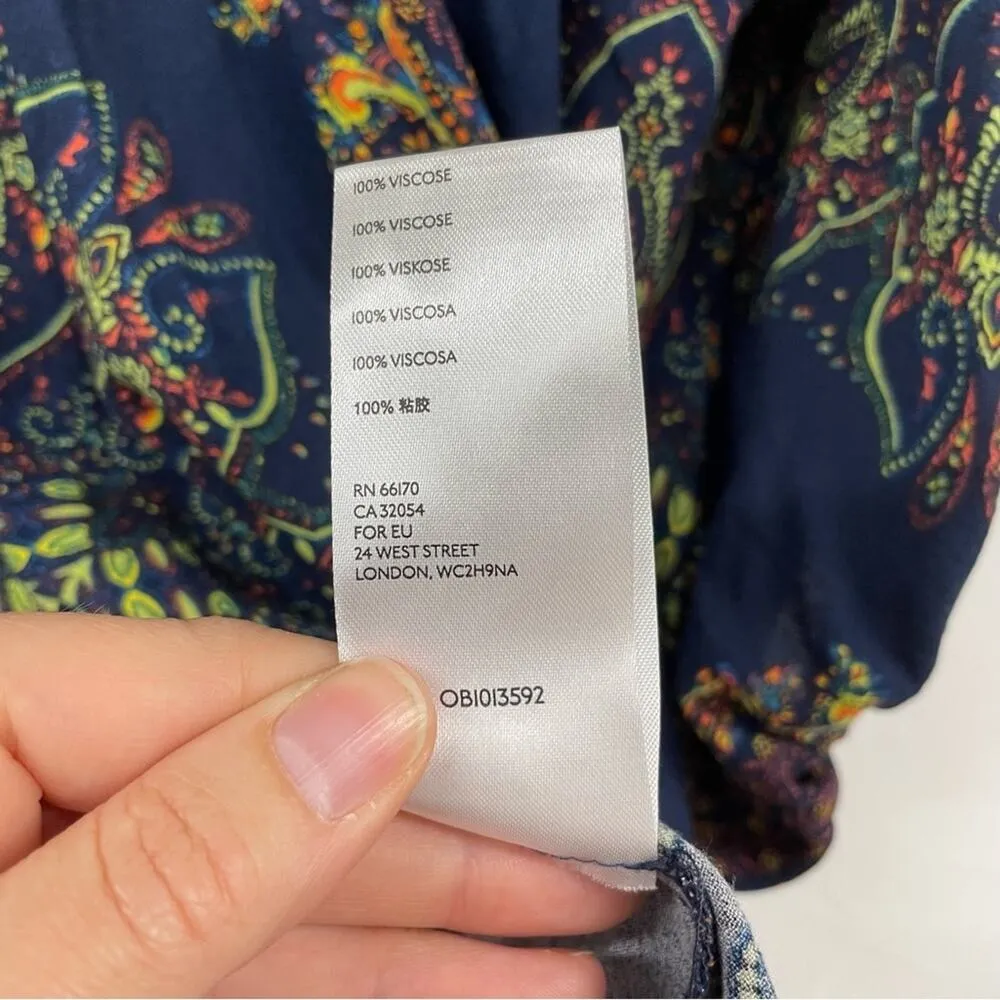 100% VISCOSE
100% VISCOSE
100% VISKOSE
100% VISCOSA
100% VISCOSA
100% 粘胶
RN 66170
CA 32054
FOR EU
24 WEST STREET
LONDON, WC2H9NA
OB1013592